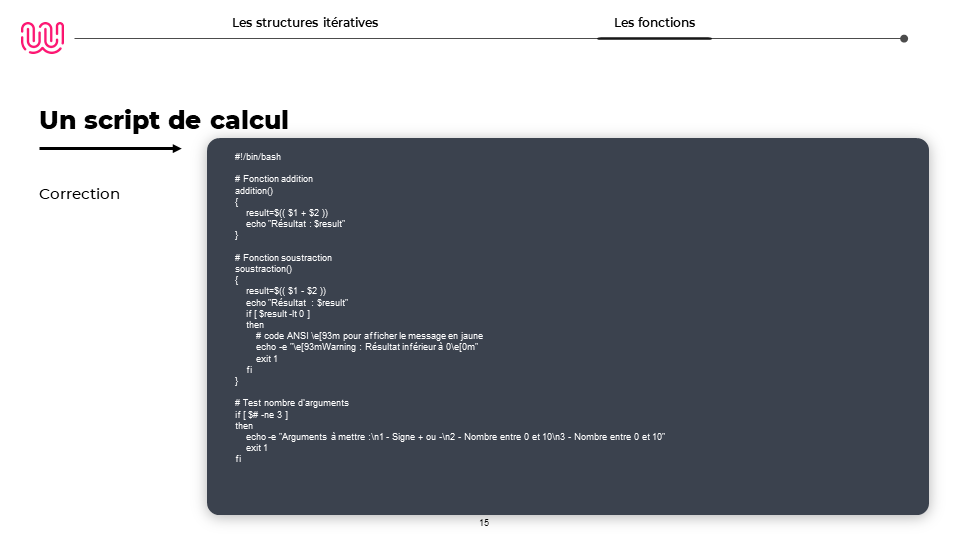 Les structures itératives
Les fonctions
Un script de calcul
Correction
#!/bin/bash
# Fonction addition
addition()
{
result=$(( $1 + $2 ))
echo "Résultat : $result"
}
# Fonction soustraction
soustraction()
{
result=$(( $1 - $2 ))
echo "Résultat : $result"
if [ $result -lt 0 ]
then
# code ANSI \e[93m pour afficher le message en jaune
echo -e "\e[93mWarning : Résultat inférieur à 0\e[0m"
exit 1
fi
}
# Test nombre d'arguments
if [ $# -ne 3 ]
then
echo -e "Arguments à mettre :\n1 - Signe + ou -\n2 - Nombre entre 0 et 10\n3 - Nombre entre 0 et 10"
exit 1
fi
15